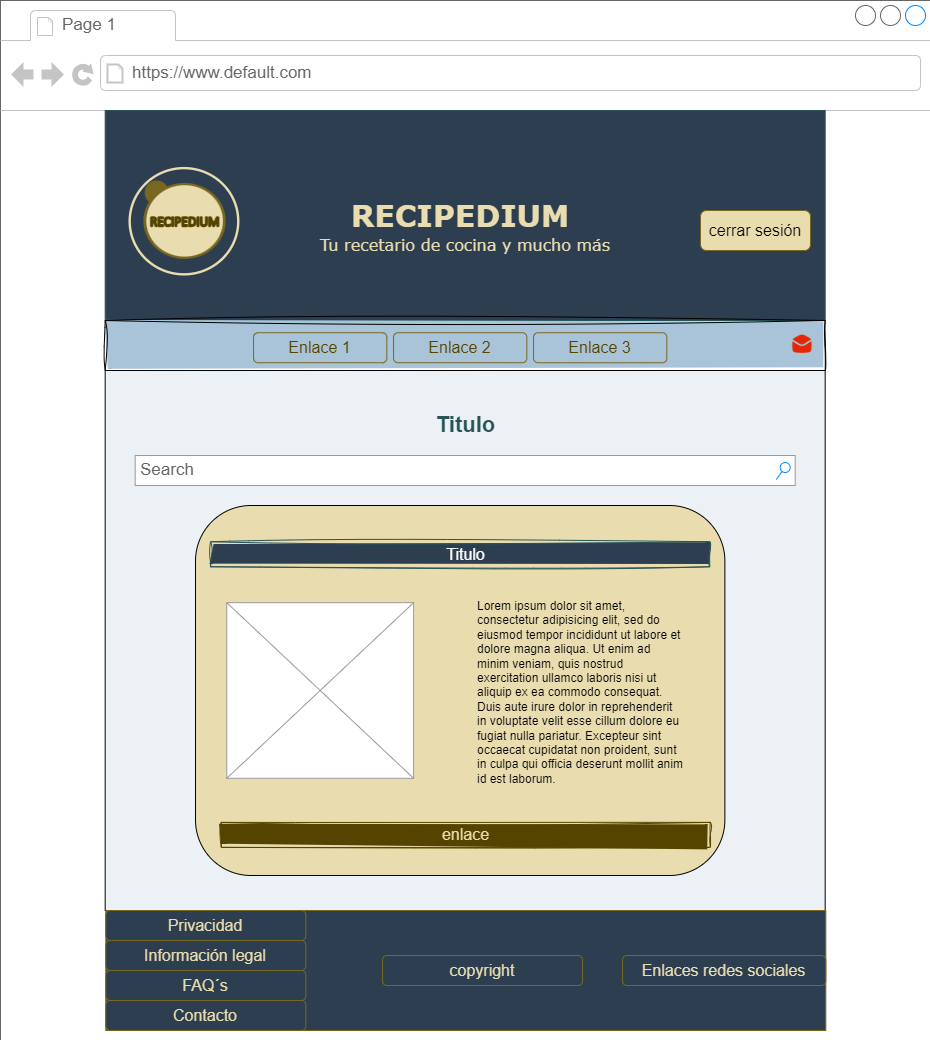 Page 1
https://www.default.com
RECIPEDIUM
RECIPEDIUM
Tu recetario de cocina y mucho más
cerrar sesión
Enlace 1
Enlace 2
Enlace 3
Titulo
Search
Titulo
Lorem ipsum dolor sit amet,
consectetur adipisicing elit, sed do
eiusmod tempor incididunt ut labore et
dolore magna aliqua. Ut enim ad
minim veniam, quis nostrud
exercitation ullamco laboris nisi ut
aliquip ex ea commodo consequat.
Duis aute irure dolor in reprehenderit
in voluptate velit esse cillum dolore eu
fugiat nulla pariatur. Excepteur sint
occaecat cupidatat non proident, sunt
in culpa qui officia deserunt mollit anim
id est laborum.
enlace
Privacidad
Información legal
FAQ´s
Contacto
copyright
Enlaces redes sociales